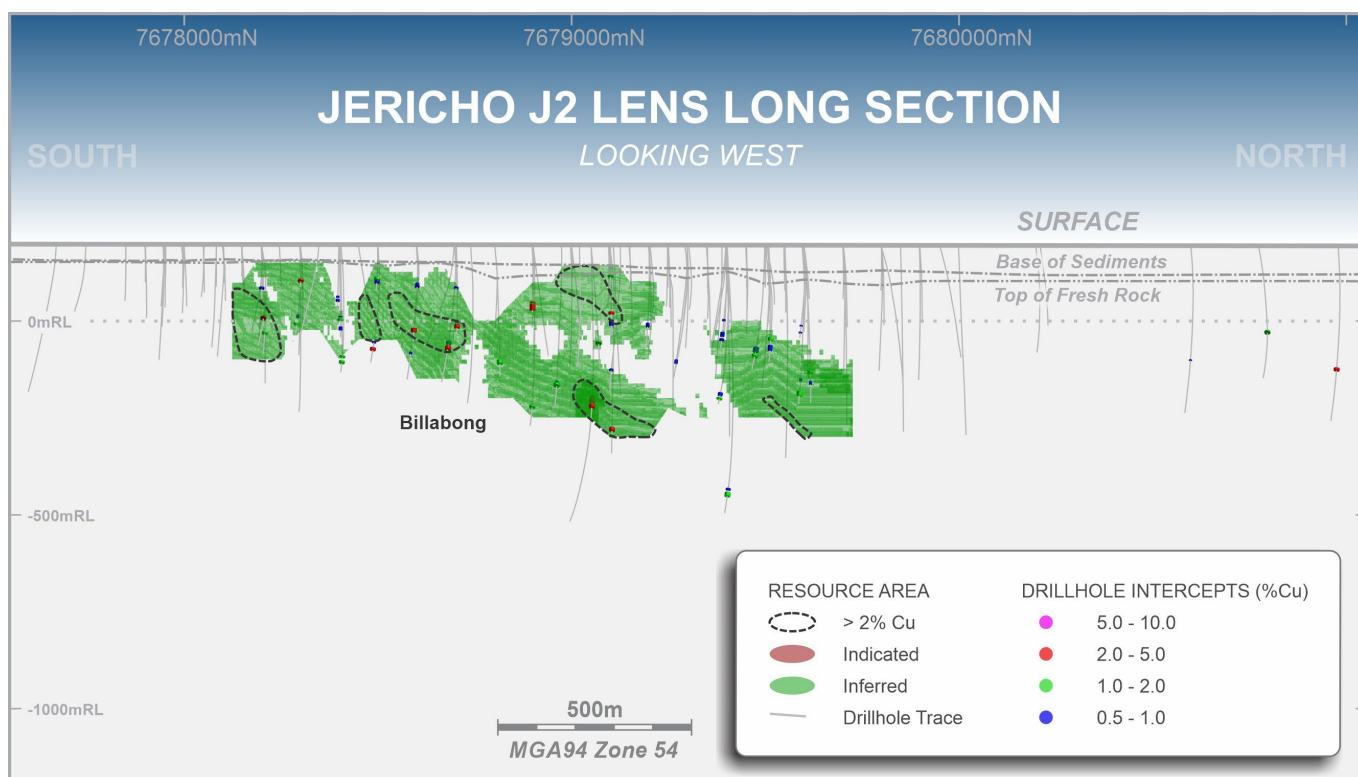 7678000mN
7679000mN
7680000mN
JERICHO J2 LENS LONG SECTION
SOUTH
LOOKING WEST
NORTH
SURFACE
Base of Sediments
Top of Fresh Rock
0mRL
Billabong
-500mRL
RESOURCE AREA
> 2% Cu
Indicated
Inferred
Drillhole Trace
DRILLHOLE INTERCEPTS (%Cu)
5.0 - 10.0
2.0 - 5.0
1.0 - 2.0
0.5 - 1.0
-1000mRL
500m
MGA94 Zone 54